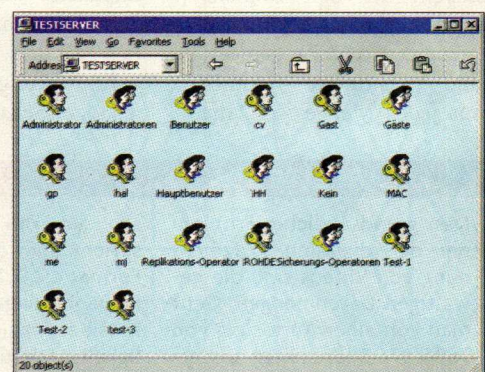 TESTSERVER
File Edit View Go Favorites Tools Help
Address TESTSERVER
Administrator Administratoren Benutzer cv Gast Gäste
gp hal Hauptbenutzer HH Kein MAC
me mj Replikations-Operator ROHDE Sicherungs-Operatoren Test-1
Test-2 test-3
20 object(s)